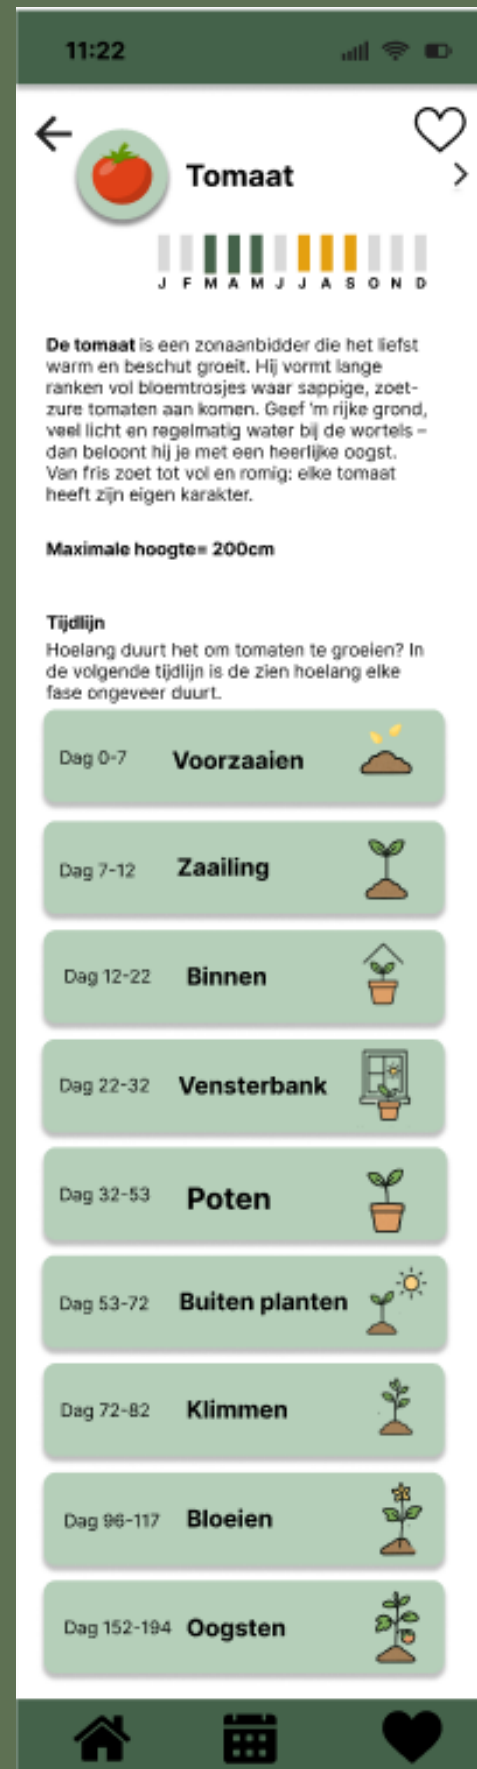 11:22
Tomaat
J F M A M J J A S O N D
De tomaat is een zonaanbidder die het liefst
warm en beschut groeit. Hij vormt lange
ranken vol bloemtrosjes waar sappige, zoet-
zure tomaten aan komen. Geef 'm rijke grond,
veel licht en regelmatig water bij de wortels –
dan beloont hij je met een heerlijke oogst.
Van fris zoet tot vol en romig: elke tomaat
heeft zijn eigen karakter.
Maximale hoogte= 200cm
Tijdlijn
Hoelang duurt het om tomaten te groeien? In
de volgende tijdlijn is de zien hoelang elke
fase ongeveer duurt.
Dag 0-7 Voorzaaien
Dag 7-12 Zaailing
Dag 12-22 Binnen
Dag 22-32 Vensterbank
Dag 32-53 Poten
Dag 53-72 Buiten planten
Dag 72-82 Klimmen
Dag 96-117 Bloeien
Dag 152-194 Oogsten